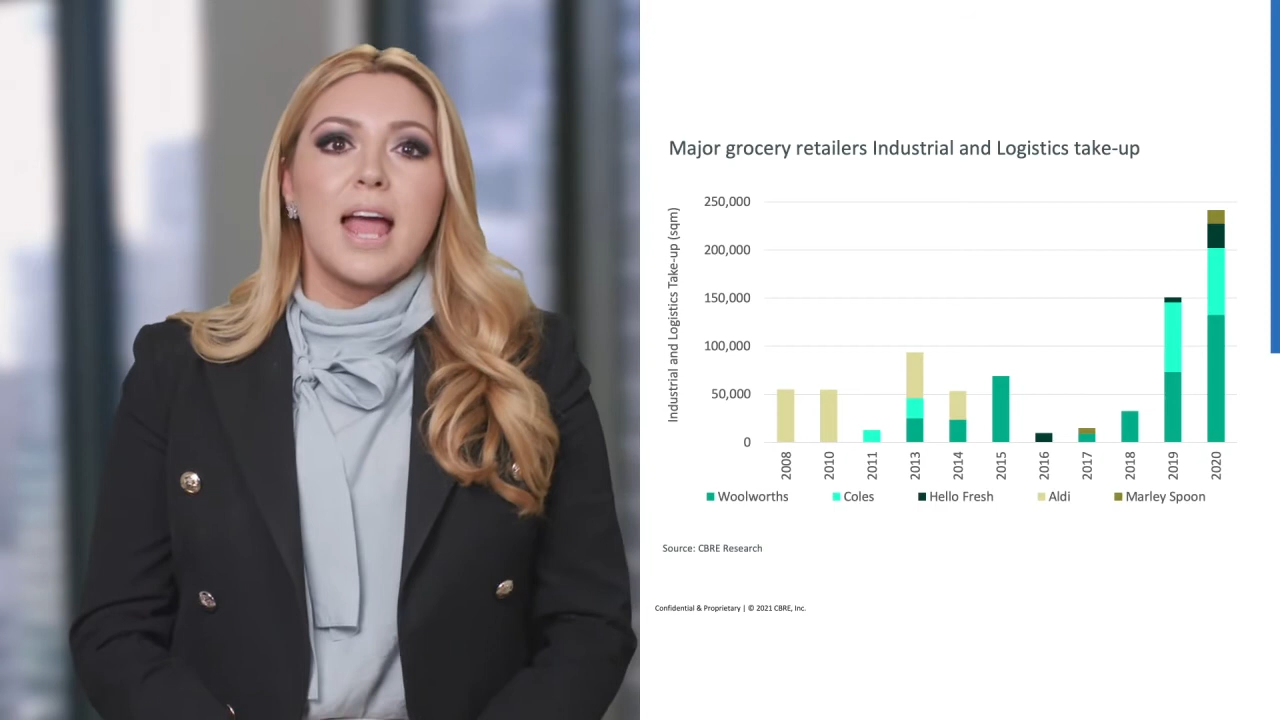 Major grocery retailers Industrial and Logistics take-up
Industrial and Logistics Take-up (sqm)
250,000
200,000
150,000
100,000
50,000
0
2008
2010
2011
2013
2014
2015
2016
2017
2018
2019
2020
Woolworths
Coles
Hello Fresh
Aldi
Marley Spoon
Source: CBRE Research
Confidential & Proprietary | © 2021 CBRE, Inc.